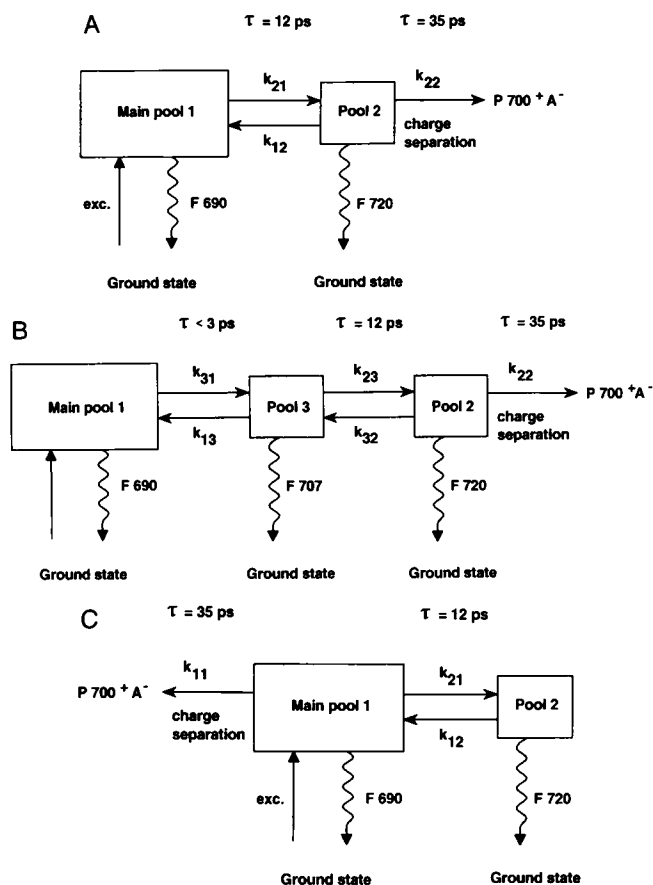 A
τ = 12 ps τ = 35 ps
Main pool 1 k21 k12 Pool 2 k22 P 700 + A-
charge
separation
exc. F 690 F 720
Ground state Ground state
B
τ < 3 ps τ = 12 ps τ = 35 ps
Main pool 1 k31 k13 Pool 3 k23 k32 Pool 2 k22 P 700 +A-
charge
separation
F 690 F 707 F 720
Ground state Ground state Ground state
C
τ = 35 ps τ = 12 ps
P 700 + A- k11 Main pool 1 k21 k12 Pool 2
charge
separation
exc. F 690 F 720
Ground state Ground state